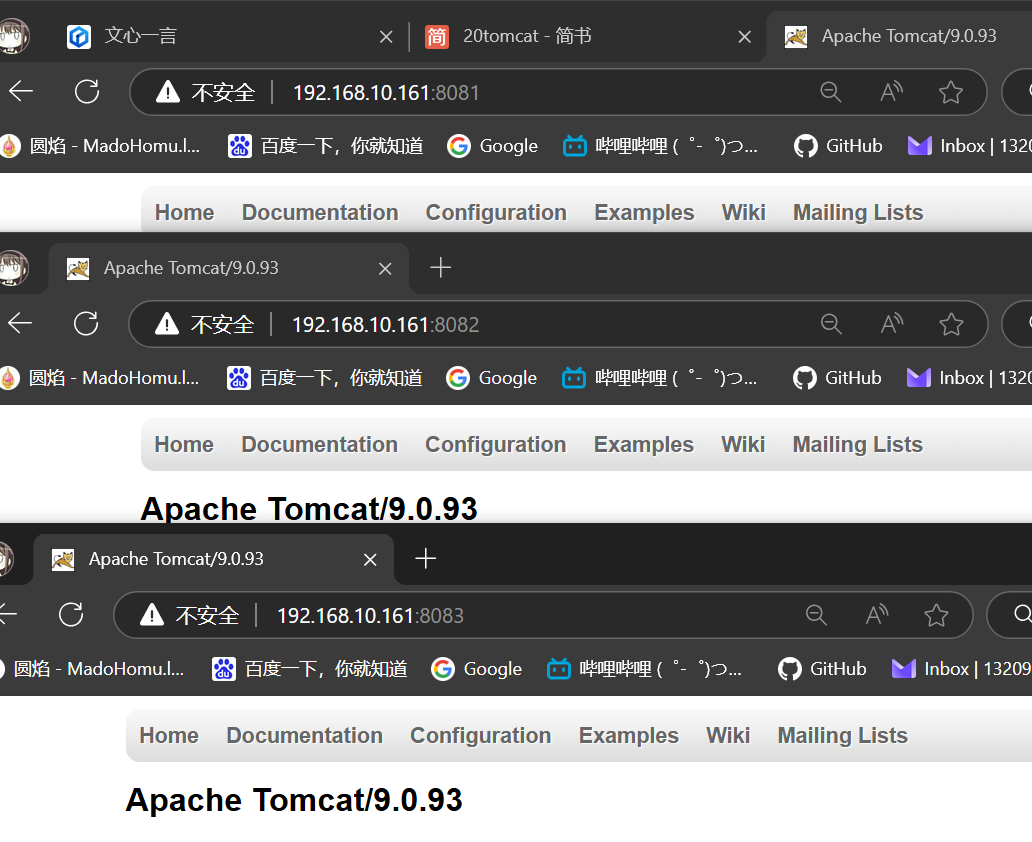 文心一言 20tomcat - 简书 Apache Tomcat/9.0.93
不安全 192.168.10.161:8081
圆焰 - MadoHomu.l... 百度一下，你就知道 Google 哔哩哔哩 (゜-゜)つ... GitHub Inbox | 1320
Home Documentation Configuration Examples Wiki Mailing Lists
Apache Tomcat/9.0.93
不安全 192.168.10.161:8082
圆焰 - MadoHomu.l... 百度一下，你就知道 Google 哔哩哔哩 (゜-゜)つ... GitHub Inbox | 1320
Home Documentation Configuration Examples Wiki Mailing Lists
Apache Tomcat/9.0.93
Apache Tomcat/9.0.93
不安全 192.168.10.161:8083
圆焰 - MadoHomu.l... 百度一下，你就知道 Google 哔哩哔哩 (゜-゜)つ... GitHub Inbox | 13209
Home Documentation Configuration Examples Wiki Mailing Lists
Apache Tomcat/9.0.93